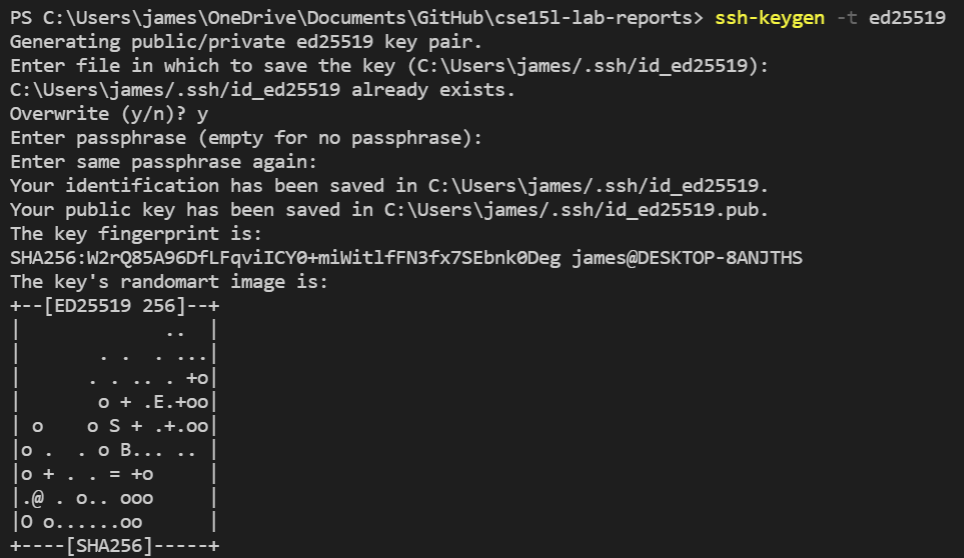 PS C:\Users\james\OneDrive\Documents\GitHub\cse15l-lab-reports> ssh-keygen -t ed25519
Generating public/private ed25519 key pair.
Enter file in which to save the key (C:\Users\james/.ssh/id_ed25519):
C:\Users\james/.ssh/id_ed25519 already exists.
Overwrite (y/n)? y
Enter passphrase (empty for no passphrase):
Enter same passphrase again:
Your identification has been saved in C:\Users\james/.ssh/id_ed25519.
Your public key has been saved in C:\Users\james/.ssh/id_ed25519.pub.
The key fingerprint is:
SHA256:W2rQ85A96DfLFqviICY0+miWitlfFN3fx7SEbnk0Deg james@DESKTOP-8ANJTHS
The key's randomart image is:
+--[ED25519 256]--+
|             ..  |
|       . .  . ...|
|      . . .. . +o|
|       o + .E.+oo|
| o    o S + .+.oo|
|o .  . o B... .. |
|o + . . = +o     |
|.@ . o.. ooo     |
|O o......oo      |
+----[SHA256]-----+